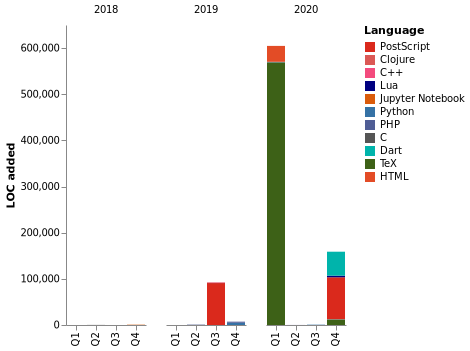 2018 2019 2020
Language
PostScript
Clojure
C++
Lua
Jupyter Notebook
Python
PHP
C
Dart
TeX
HTML
LOC added
600,000
500,000
400,000
300,000
200,000
100,000
0
Q1 Q2 Q3 Q4 Q1 Q2 Q3 Q4 Q1 Q2 Q3 Q4